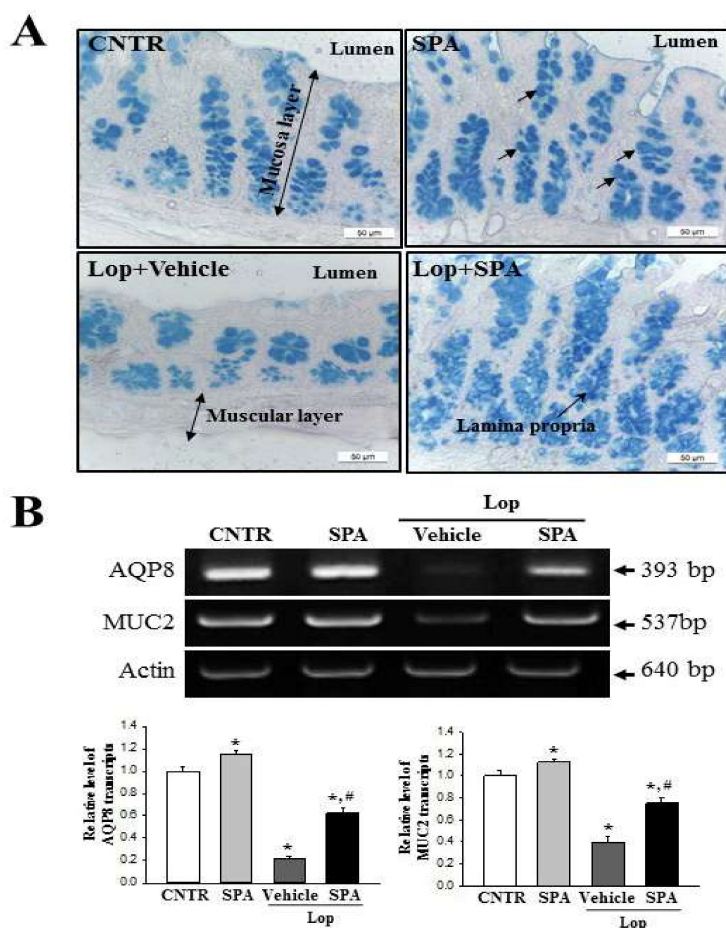 A
CNTR
Lumen
Mucosa layer
50 μm
SPA
Lumen
50 μm
Lop+Vehicle
Lumen
Muscular layer
50 μm
Lop+SPA
Lamina propria
50 μm
B
Lop
CNTR SPA Vehicle SPA
AQP8 393 bp
MUC2 537bp
Actin 640 bp
Relative level of
AQP8 transcripts
1.4
1.2
1.0
0.8
0.6
0.4
0.2
0.0
*
*
*,#
CNTR SPA Vehicle SPA
Lop
Relative level of
MUC2 transcripts
1.4
1.2
1.0
0.8
0.6
0.4
0.2
0.0
*
*
*,#
CNTR SPA Vehicle SPA
Lop